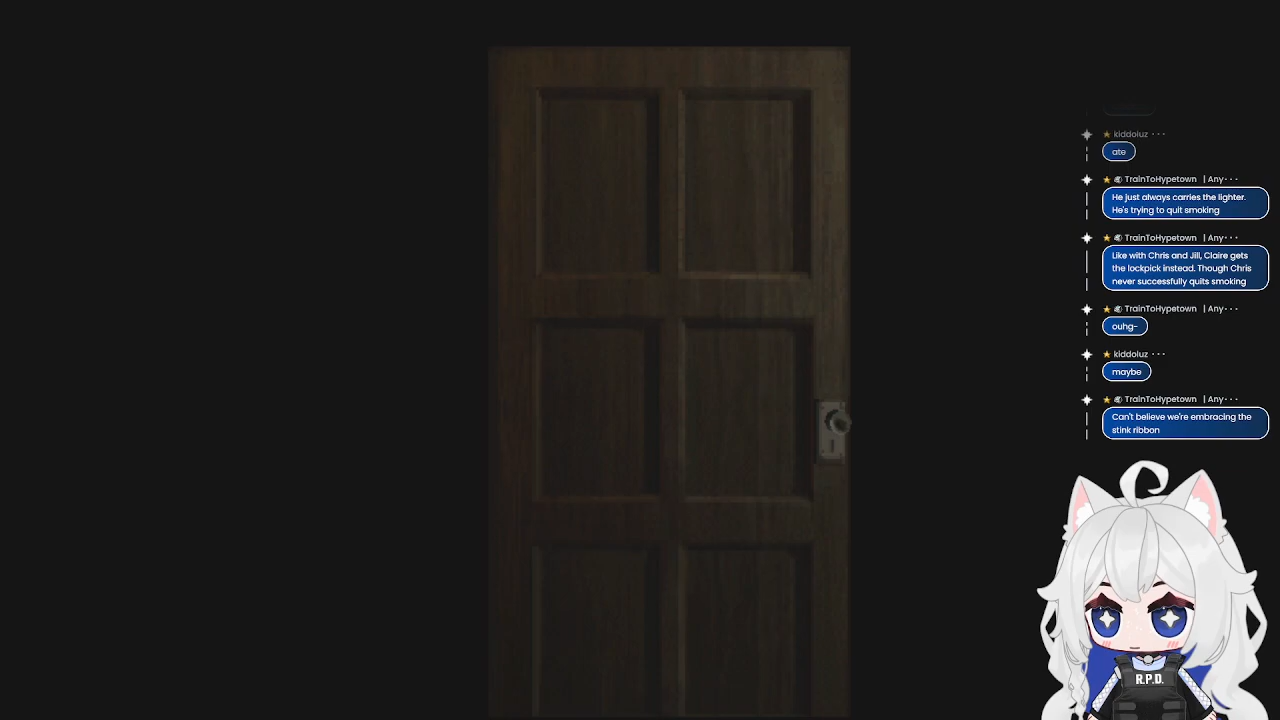 kiddoluz ···
ate
TrainToHypetown | Any···
He just always carries the lighter.
He's trying to quit smoking
TrainToHypetown | Any···
Like with Chris and Jill, Claire gets
the lockpick instead. Though Chris
never successfully quits smoking
TrainToHypetown | Any···
ouhg~
kiddoluz ···
maybe
TrainToHypetown | Any···
Can't believe we're embracing the
stink ribbon
R.P.D.